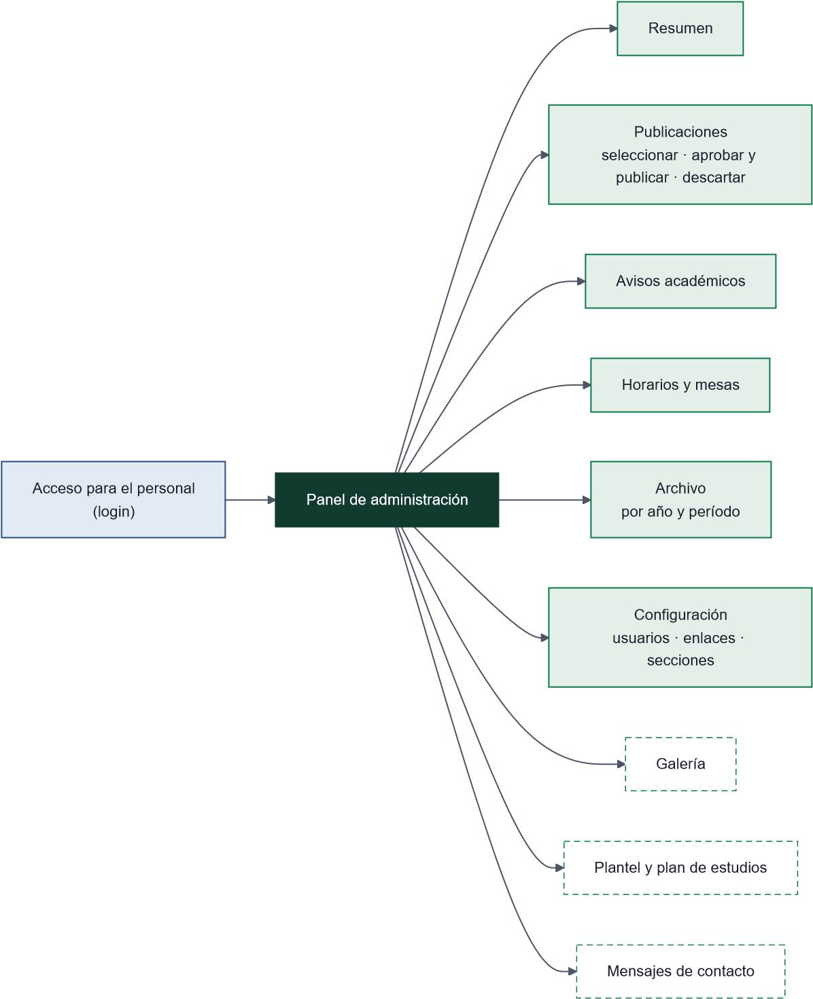 Resumen
Publicaciones
seleccionar · aprobar y
publicar · descartar
Avisos académicos
Horarios y mesas
Acceso para el personal
(login)
Panel de administración
Archivo
por año y período
Configuración
usuarios · enlaces ·
secciones
Galería
Plantel y plan de estudios
Mensajes de contacto